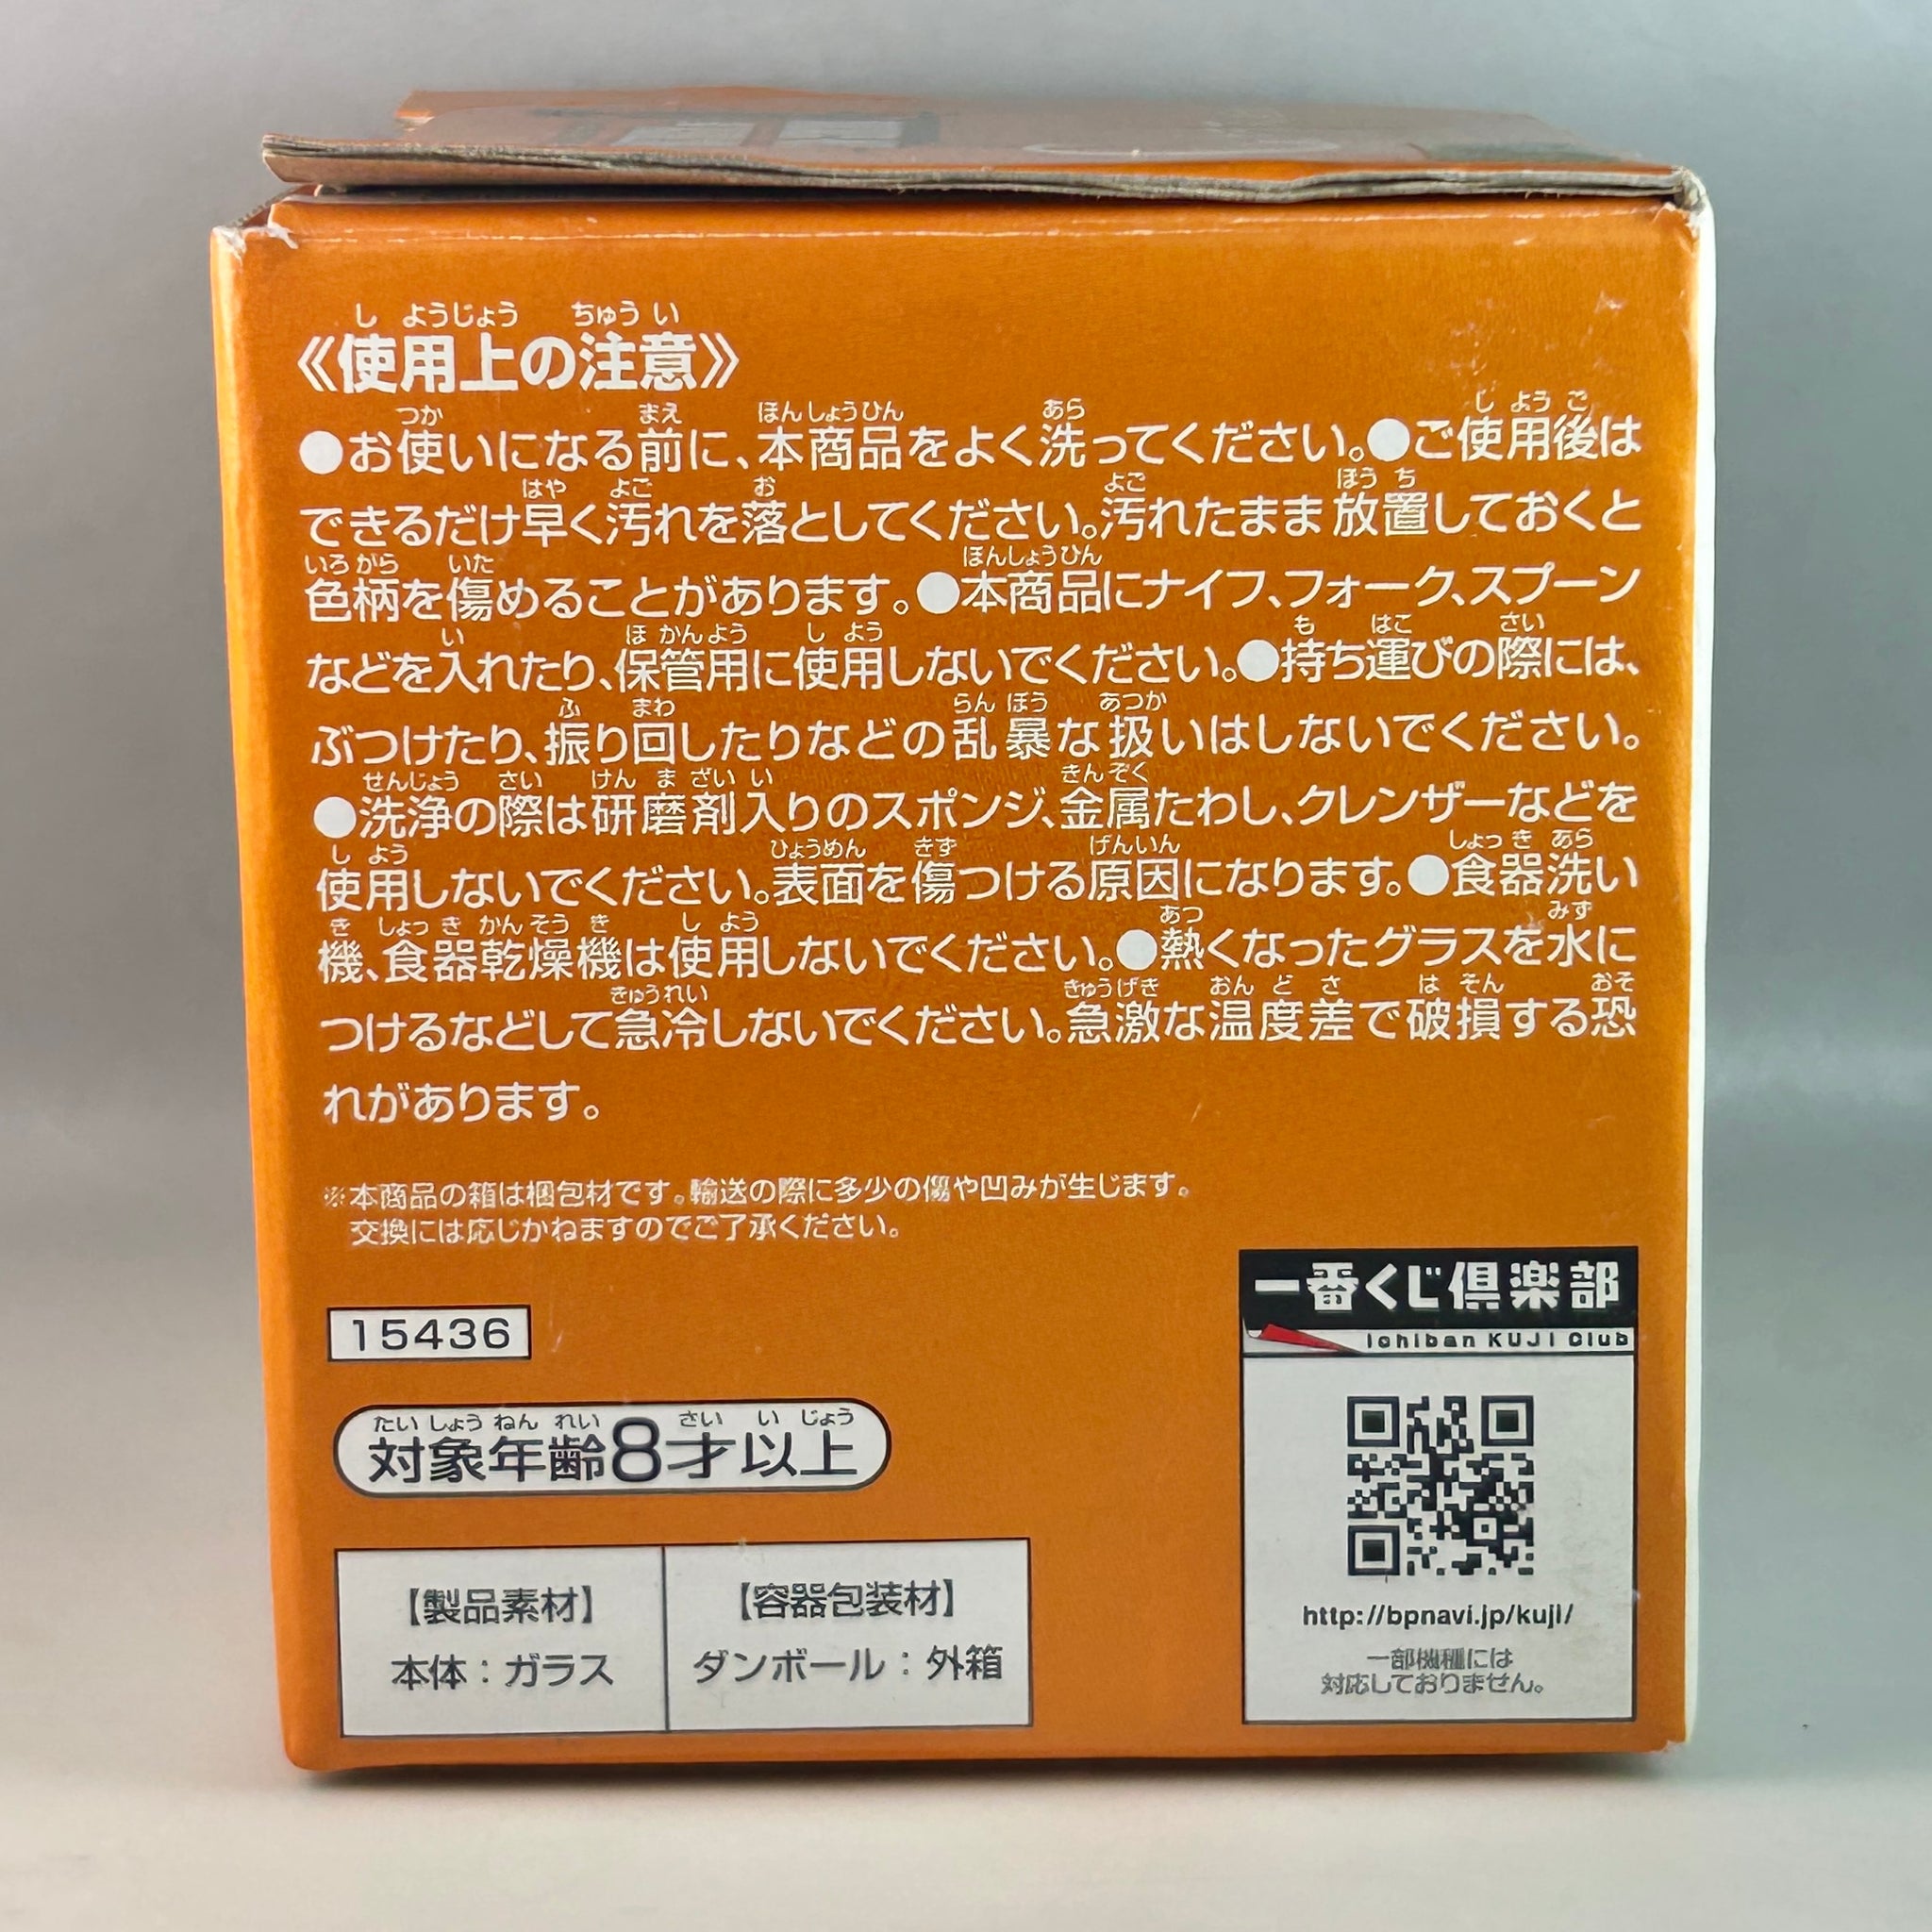 《使用上の注意》
●お使いになる前に、本商品をよく洗ってください。●ご使用後は
できるだけ早く汚れを落としてください。汚れたまま放置しておくと
色柄を傷めることがあります。●本商品にナイフ、フォーク、スプーン
などを入れたり、保管用に使用しないでください。●持ち運びの際には、
ぶつけたり、振り回したりなどの乱暴な扱いはしないでください。
●洗浄の際は研磨剤入りのスポンジ、金属たわし、クレンザーなどを
使用しないでください。表面を傷つける原因になります。●食器洗い
機、食器乾燥機は使用しないでください。●熱くなったグラスを水に
つけるなどして急冷しないでください。急激な温度差で破損する恐
れがあります。
※本商品の箱は梱包材です。輸送の際に多少の傷や凹みが生じます。
交換には応じかねますのでご了承ください。
15436
対象年齢8才以上
【製品素材】
本体：ガラス
【容器包装材】
ダンボール：外箱
一番くじ倶楽部
Ichiban KUJI Club
http://bpnavi.jp/kuji/
一部機種には
対応しておりません。